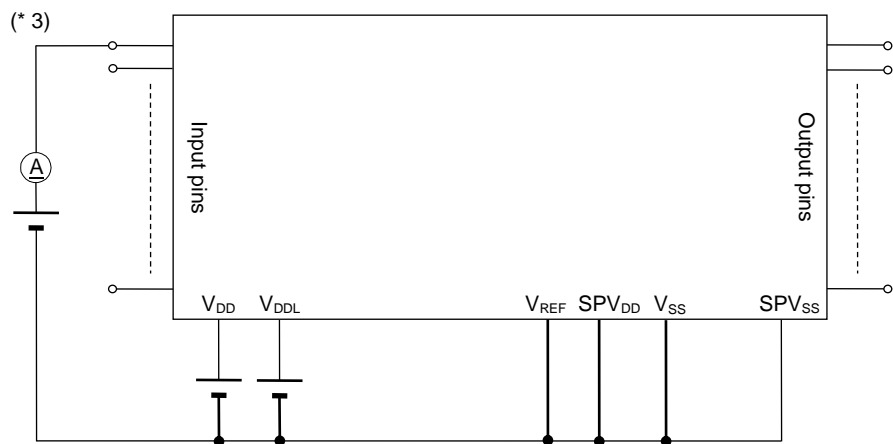 (* 3)
A
Input pins
Output pins
VDD VDDL VREF SPVDD VSS SPVSS